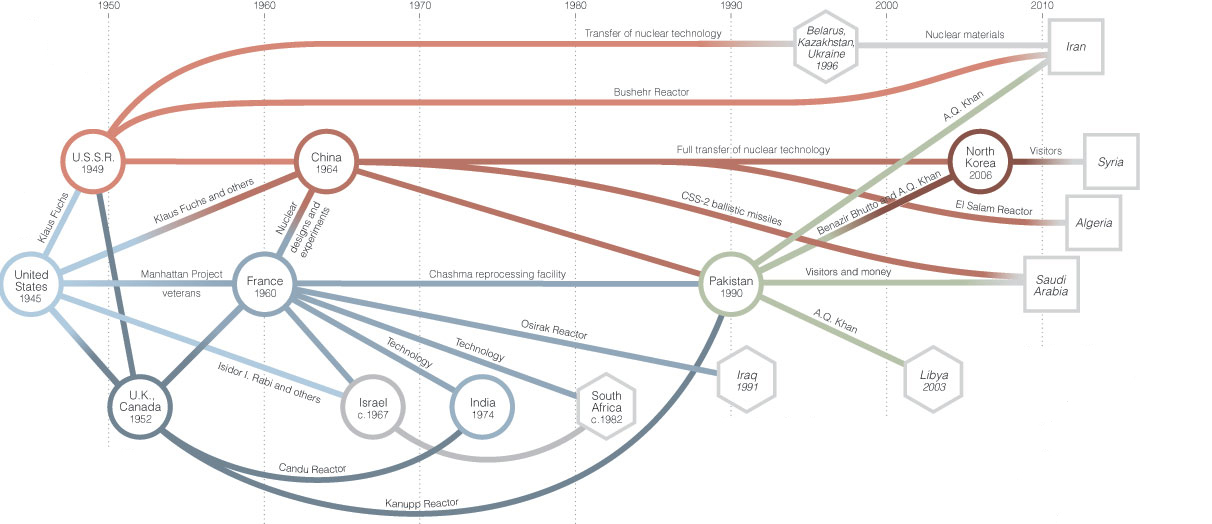 1950 1960 1970 1980 1990 2000 2010
Transfer of nuclear technology
Belarus,
Kazakhstan,
Ukraine
1996
Nuclear materials
Iran
Bushehr Reactor
A.Q. Khan
U.S.S.R.
1949
China
1964
Full transfer of nuclear technology
North
Korea
2006
Visitors
Syria
Klaus Fuchs
Klaus Fuchs and others
Nuclear
designs and
experiments
CSS-2 ballistic missiles
Benazir Bhutto and A.Q. Khan
El Salam Reactor
Algeria
United
States
1945
Manhattan Project
veterans
France
1960
Chashma reprocessing facility
Pakistan
1990
Visitors and money
Saudi
Arabia
Osirak Reactor
A.Q. Khan
Isidor I. Rabi and others
Technology
Technology
Iraq
1991
Libya
2003
U.K.,
Canada
1952
Israel
c.1967
India
1974
South
Africa
c.1982
Candu Reactor
Kanupp Reactor